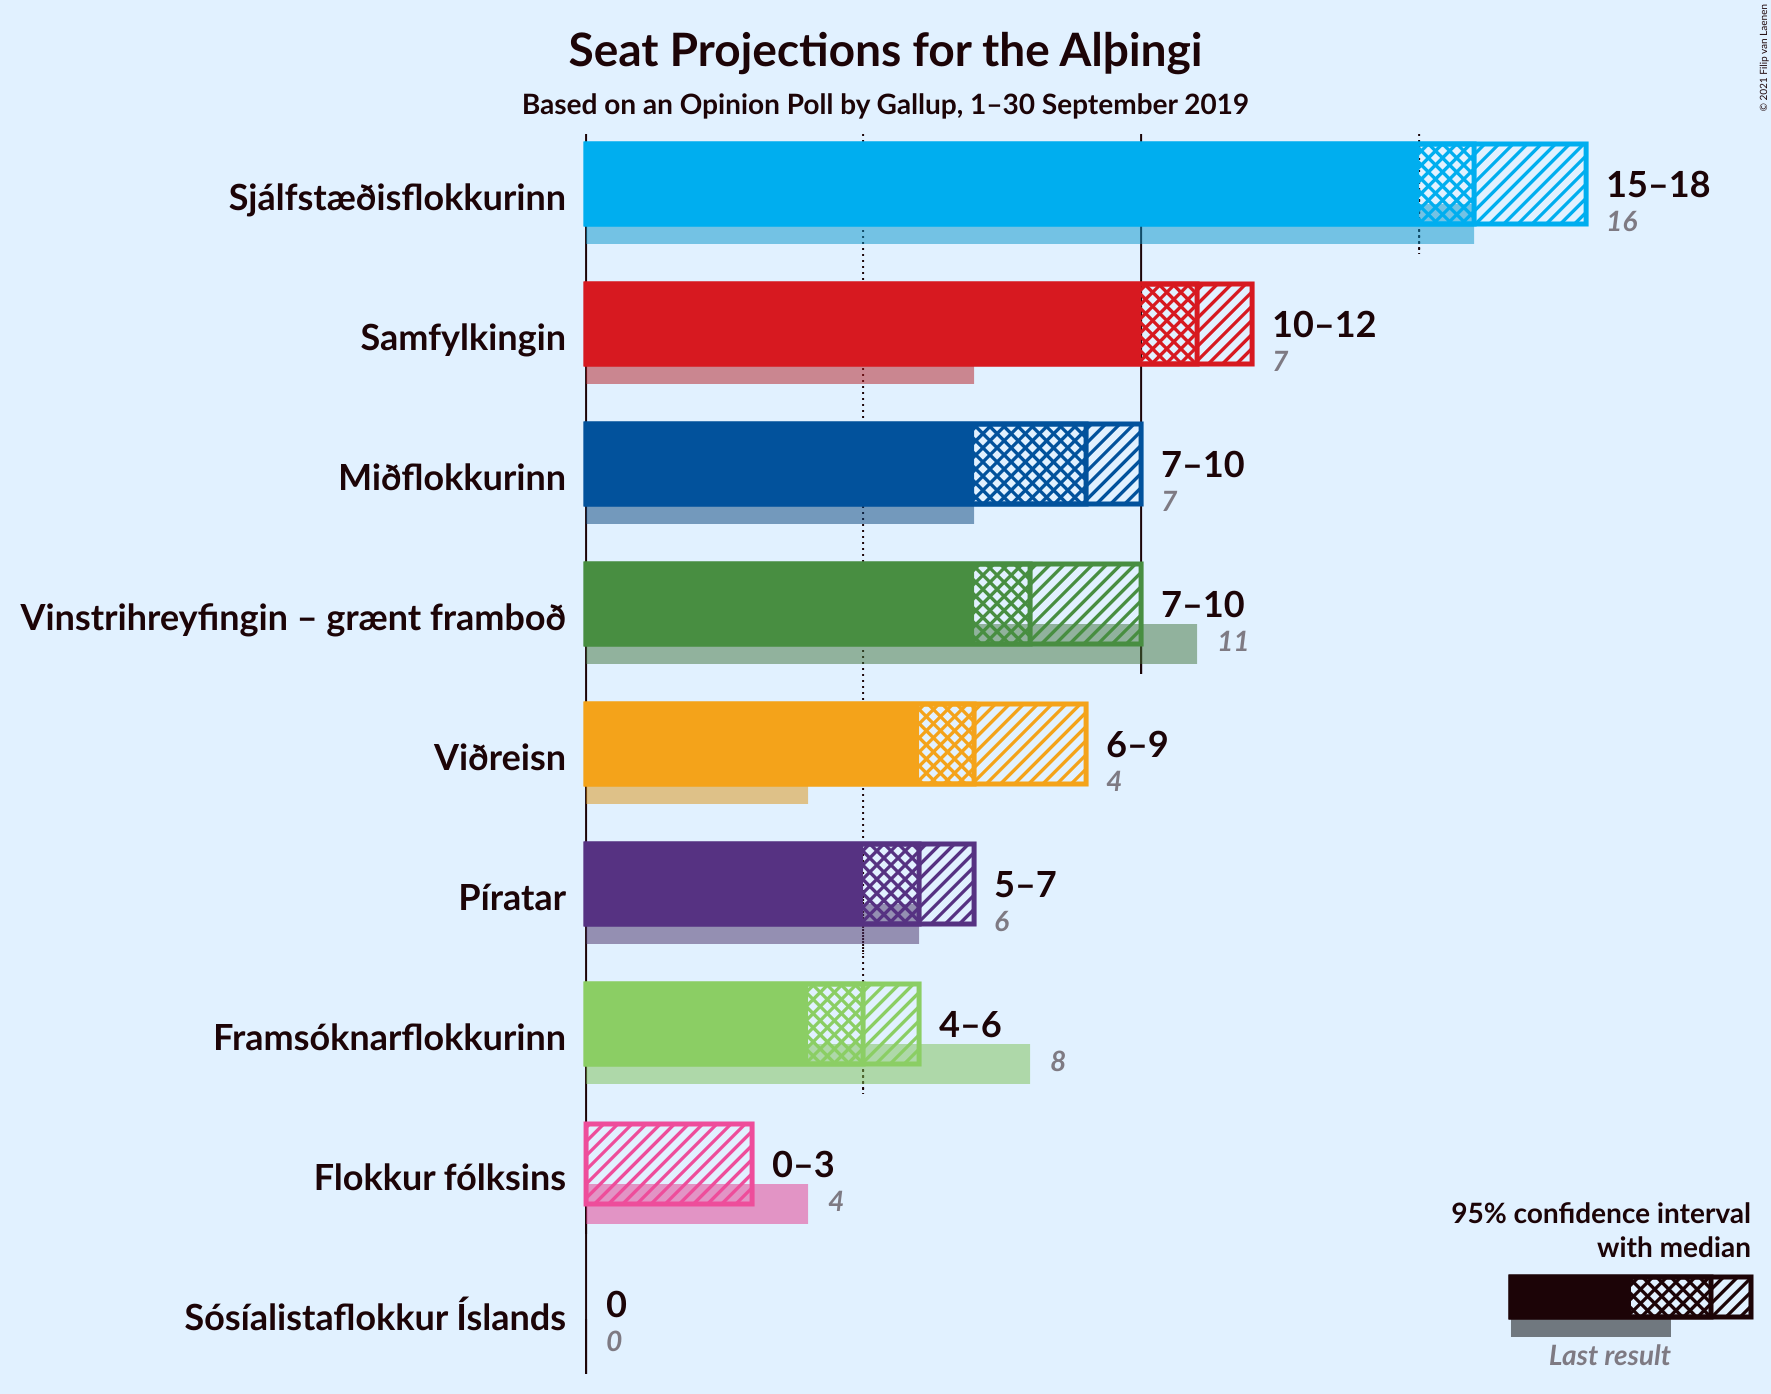 Seat Projections for the Alþingi
Based on an Opinion Poll by Gallup, 1–30 September 2019
© 2021 Filip van Laenen
Sjálfstæðisflokkurinn
15–18
16
Samfylkingin
10–12
7
Miðflokkurinn
7–10
7
Vinstrihreyfingin – grænt framboð
7–10
11
Viðreisn
6–9
4
Píratar
5–7
6
Framsóknarflokkurinn
4–6
8
Flokkur fólksins
0–3
4
Sósíalistaflokkur Íslands
0
0
95% confidence interval
with median
Last result